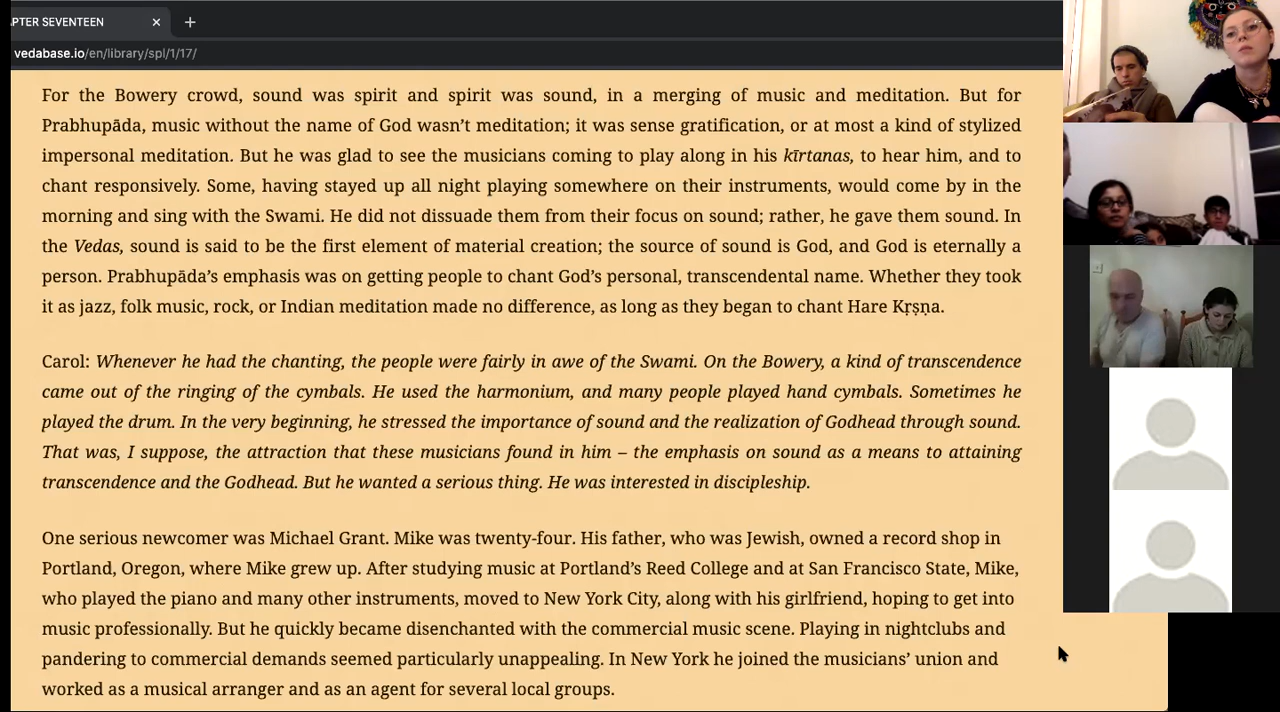 APTER SEVENTEEN
vedabase.io/en/library/spl/1/17/
For the Bowery crowd, sound was spirit and spirit was sound, in a merging of music and meditation. But for
Prabhupāda, music without the name of God wasn’t meditation; it was sense gratification, or at most a kind of stylized
impersonal meditation. But he was glad to see the musicians coming to play along in his kīrtanas, to hear him, and to
chant responsively. Some, having stayed up all night playing somewhere on their instruments, would come by in the
morning and sing with the Swami. He did not dissuade them from their focus on sound; rather, he gave them sound. In
the Vedas, sound is said to be the first element of material creation; the source of sound is God, and God is eternally a
person. Prabhupāda’s emphasis was on getting people to chant God’s personal, transcendental name. Whether they took
it as jazz, folk music, rock, or Indian meditation made no difference, as long as they began to chant Hare Kṛṣṇa.
Carol: Whenever he had the chanting, the people were fairly in awe of the Swami. On the Bowery, a kind of transcendence
came out of the ringing of the cymbals. He used the harmonium, and many people played hand cymbals. Sometimes he
played the drum. In the very beginning, he stressed the importance of sound and the realization of Godhead through sound.
That was, I suppose, the attraction that these musicians found in him – the emphasis on sound as a means to attaining
transcendence and the Godhead. But he wanted a serious thing. He was interested in discipleship.
One serious newcomer was Michael Grant. Mike was twenty-four. His father, who was Jewish, owned a record shop in
Portland, Oregon, where Mike grew up. After studying music at Portland’s Reed College and at San Francisco State, Mike,
who played the piano and many other instruments, moved to New York City, along with his girlfriend, hoping to get into
music professionally. But he quickly became disenchanted with the commercial music scene. Playing in nightclubs and
pandering to commercial demands seemed particularly unappealing. In New York he joined the musicians’ union and
worked as a musical arranger and as an agent for several local groups.